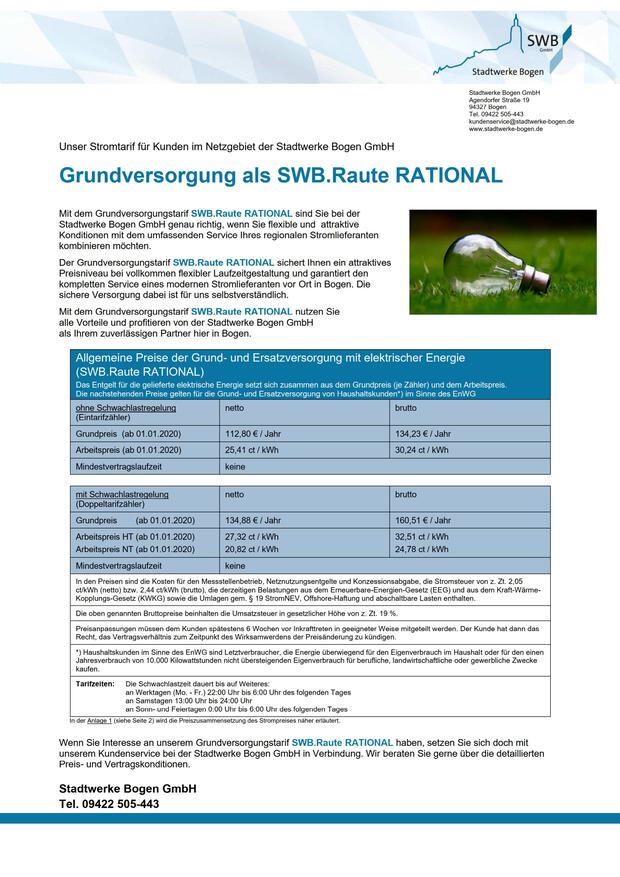 SWB
GmbH
Stadtwerke Bogen
Stadtwerke Bogen GmbH
Agendorfer Straße 19
94327 Bogen
Tel. 09422 505-443
kundenservice@stadtwerke-bogen.de
www.stadtwerke-bogen.de
Unser Stromtarif für Kunden im Netzgebiet der Stadtwerke Bogen GmbH
Grundversorgung als SWB.Raute RATIONAL
Mit dem Grundversorgungstarif SWB.Raute RATIONAL sind Sie bei der
Stadtwerke Bogen GmbH genau richtig, wenn Sie flexible und attraktive
Konditionen mit dem umfassenden Service Ihres regionalen Stromlieferanten
kombinieren möchten.
Der Grundversorgungstarif SWB.Raute RATIONAL sichert Ihnen ein attraktives
Preisniveau bei vollkommen flexibler Laufzeitgestaltung und garantiert den
kompletten Service eines modernen Stromlieferanten vor Ort in Bogen. Die
sichere Versorgung dabei ist für uns selbstverständlich.
Mit dem Grundversorgungstarif SWB.Raute RATIONAL nutzen Sie
alle Vorteile und profitieren von der Stadtwerke Bogen GmbH
als Ihrem zuverlässigen Partner hier in Bogen.
Allgemeine Preise der Grund- und Ersatzversorgung mit elektrischer Energie
(SWB.Raute RATIONAL)
Das Entgelt für die gelieferte elektrische Energie setzt sich zusammen aus dem Grundpreis (je Zähler) und dem Arbeitspreis.
Die nachstehenden Preise gelten für die Grund- und Ersatzversorgung von Haushaltskunden*) im Sinne des EnWG
ohne Schwachlastregelung netto brutto
(Eintarifzähler)
Grundpreis (ab 01.01.2020) 112,80 € / Jahr 134,23 € / Jahr
Arbeitspreis (ab 01.01.2020) 25,41 ct / kWh 30,24 ct / kWh
Mindestvertragslaufzeit keine
mit Schwachlastregelung netto brutto
(Doppeltarifzähler)
Grundpreis (ab 01.01.2020) 134,88 € / Jahr 160,51 € / Jahr
Arbeitspreis HT (ab 01.01.2020) 27,32 ct / kWh 32,51 ct / kWh
Arbeitspreis NT (ab 01.01.2020) 20,82 ct / kWh 24,78 ct / kWh
Mindestvertragslaufzeit keine
In den Preisen sind die Kosten für den Messstellenbetrieb, Netznutzungsentgelte und Konzessionsabgabe, die Stromsteuer von z. Zt. 2,05
ct/kWh (netto) bzw. 2,44 ct/kWh (brutto), die derzeitigen Belastungen aus dem Erneuerbare-Energien-Gesetz (EEG) und aus dem Kraft-Wärme-
Kopplungs-Gesetz (KWKG) sowie die Umlagen gem. § 19 StromNEV, Offshore-Haftung und abschaltbare Lasten enthalten.
Die oben genannten Bruttopreise beinhalten die Umsatzsteuer in gesetzlicher Höhe von z. Zt. 19 %.
Preisanpassungen müssen dem Kunden spätestens 6 Wochen vor Inkrafttreten in geeigneter Weise mitgeteilt werden. Der Kunde hat dann das
Recht, das Vertragsverhältnis zum Zeitpunkt des Wirksamwerdens der Preisänderung zu kündigen.
*) Haushaltskunden im Sinne des EnWG sind Letztverbraucher, die Energie überwiegend für den Eigenverbrauch im Haushalt oder für den einen
Jahresverbrauch von 10.000 Kilowattstunden nicht übersteigenden Eigenverbrauch für berufliche, landwirtschaftliche oder gewerbliche Zwecke
kaufen.
Tarifzeiten: Die Schwachlastzeit dauert bis auf Weiteres:
an Werktagen (Mo. - Fr.) 22:00 Uhr bis 6:00 Uhr des folgenden Tages
an Samstagen 13:00 Uhr bis 24:00 Uhr
an Sonn- und Feiertagen 0:00 Uhr bis 6:00 Uhr des folgenden Tages
In der Anlage 1 (siehe Seite 2) wird die Preiszusammensetzung des Strompreises näher erläutert.
Wenn Sie Interesse an unserem Grundversorgungstarif SWB.Raute RATIONAL haben, setzen Sie sich doch mit
unserem Kundenservice bei der Stadtwerke Bogen GmbH in Verbindung. Wir beraten Sie gerne über die detaillierten
Preis- und Vertragskonditionen.
Stadtwerke Bogen GmbH
Tel. 09422 505-443